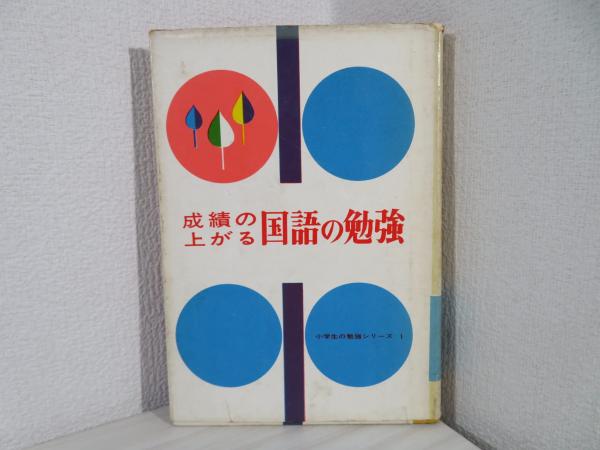 成績の
上がる
国語の勉強
小学生の勉強シリーズ 1